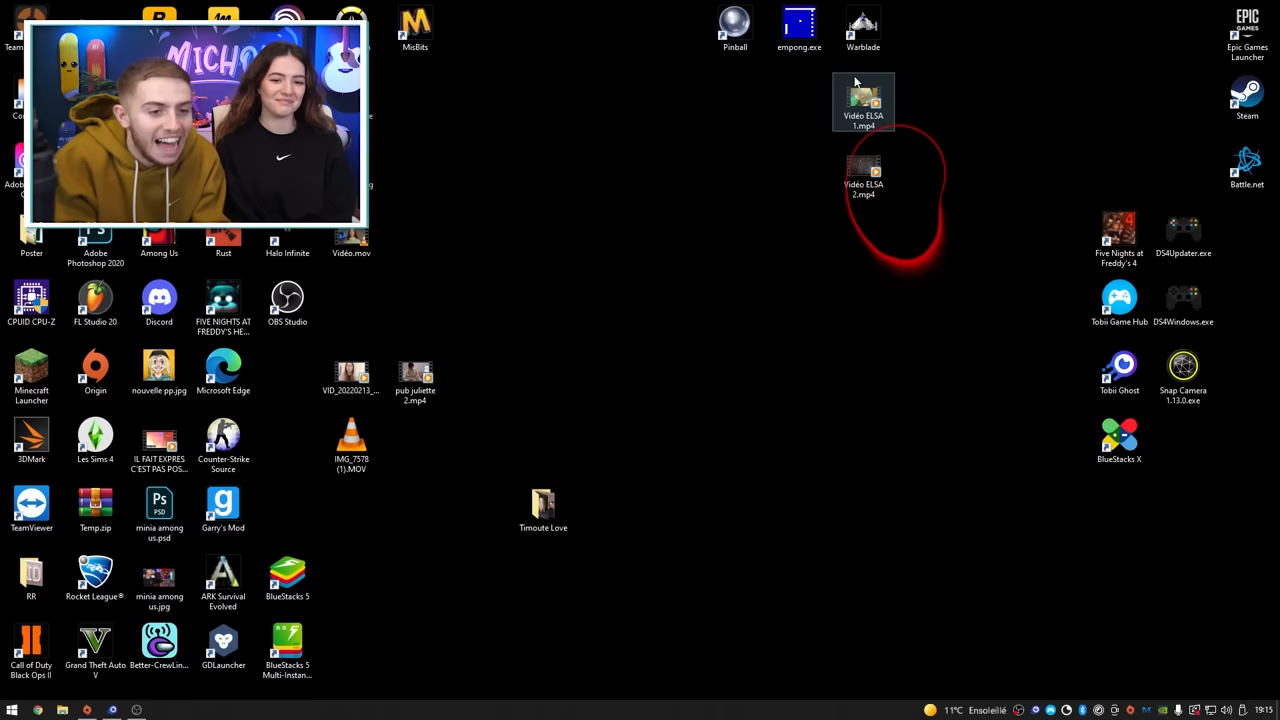 MisBits
Pinball
empong.exe
Warblade
EPIC
GAMES
Epic Games
Launcher
MICHO
Vidéo ELSA
1.mp4
Steam
Vidéo ELSA
2.mp4
Battle.net
Poster
Adobe
Photoshop 2020
Among Us
Rust
Halo Infinite
Vidéo.mov
4
Five Nights at
Freddy's 4
DS4Updater.exe
CPUID CPU-Z
FL Studio 20
Discord
FIVE NIGHTS AT
FREDDY'S HE...
OBS Studio
Tobii Game Hub
DS4Windows.exe
Minecraft
Launcher
Origin
nouvelle pp.jpg
Microsoft Edge
VID_20220213_...
pub juliette
2.mp4
Tobii Ghost
Snap Camera
1.13.0.exe
3DMark
Les Sims 4
IL FAIT EXPRES
C'EST PAS POS...
Counter-Strike
Source
IMG_7578
(1).MOV
BlueStacks X
TeamViewer
Temp.zip
Ps
PSD
minia among
us.psd
g
Garry's Mod
Timoute Love
ID
RR
Rocket League®
minia among
us.jpg
ARK Survival
Evolved
BlueStacks 5
Call of Duty
Black Ops II
V
Grand Theft Auto
V
Better-CrewLin...
GDLauncher
BlueStacks 5
Multi-Instan...
11°C Ensoleillé
19:15